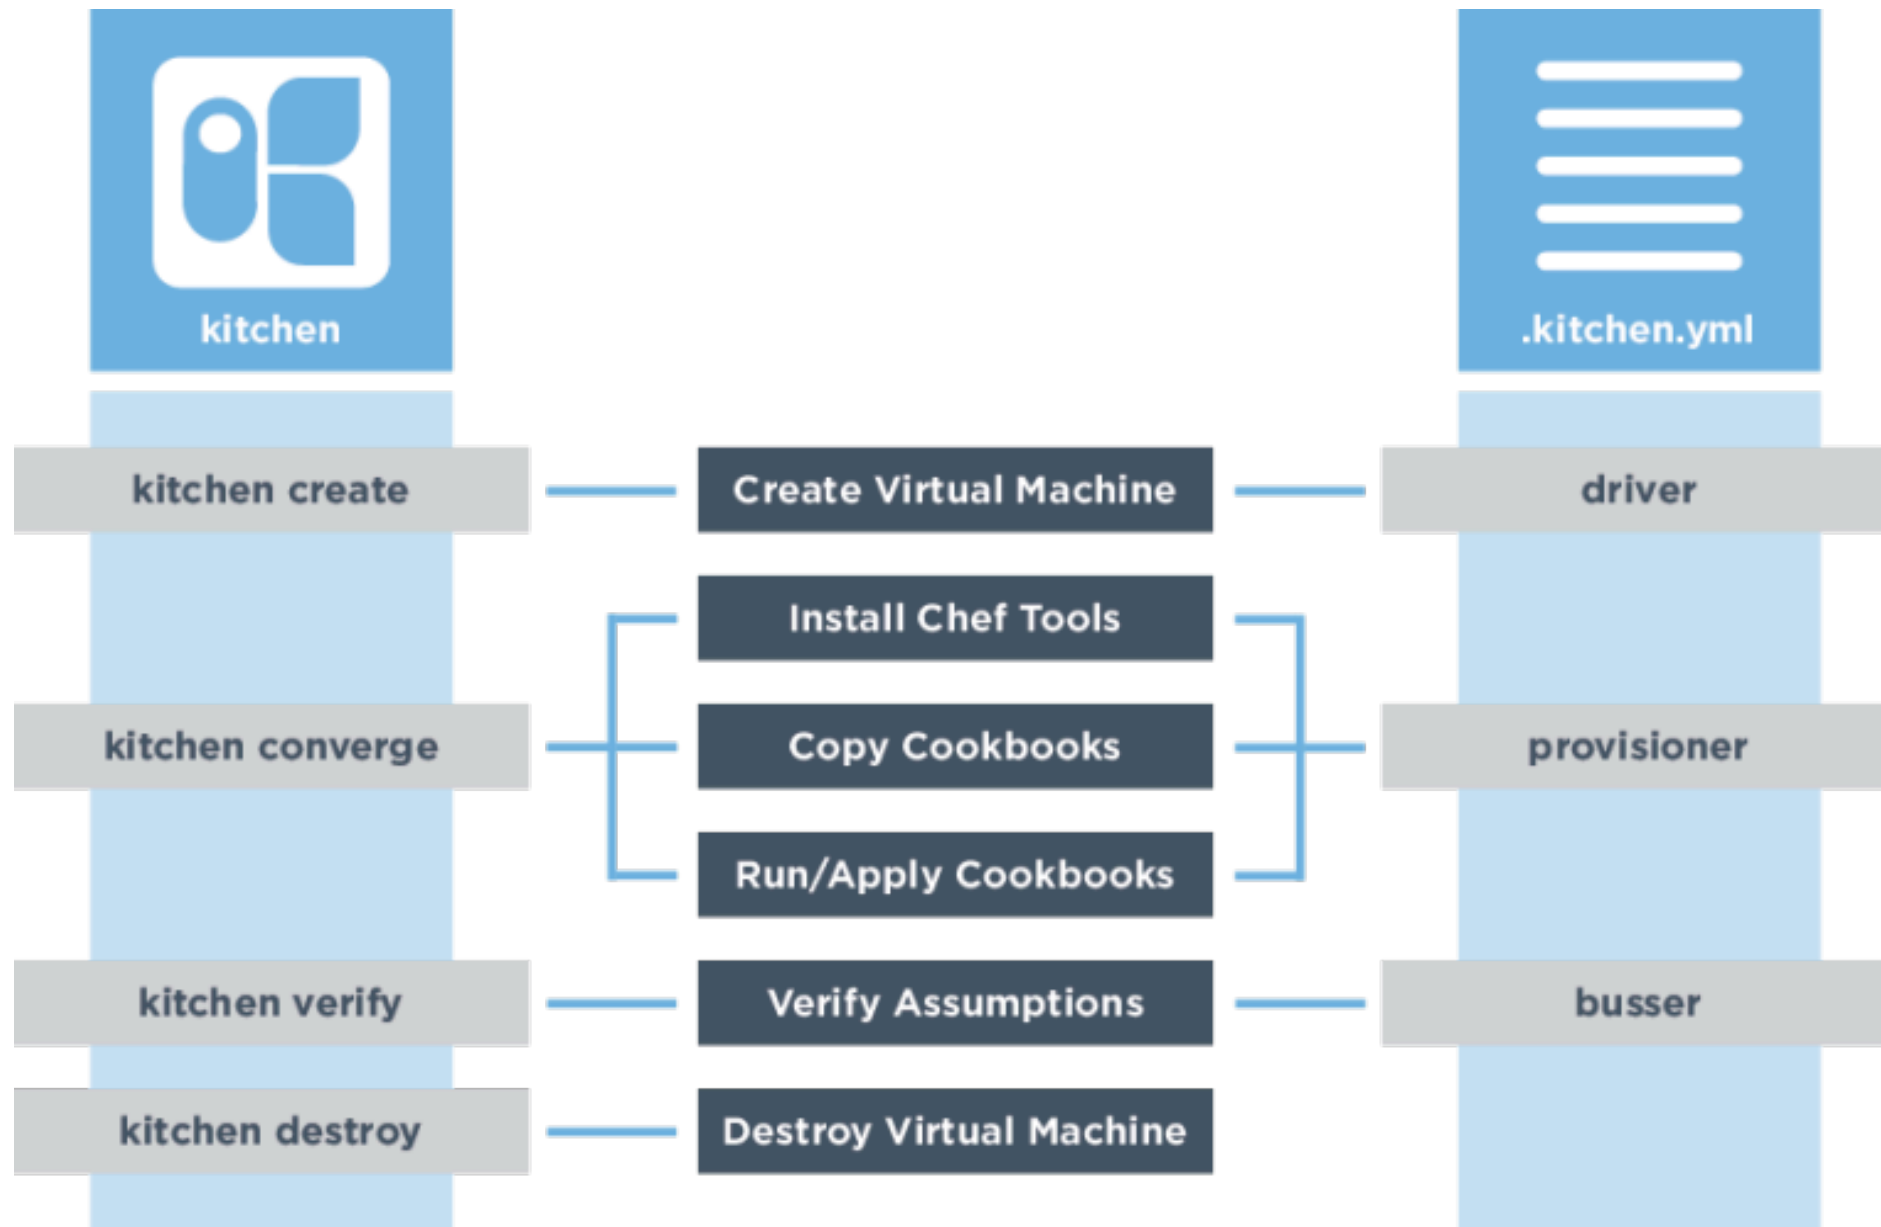 kitchen
.kitchen.yml
kitchen create
Create Virtual Machine
driver
Install Chef Tools
kitchen converge
Copy Cookbooks
provisioner
Run/Apply Cookbooks
kitchen verify
Verify Assumptions
busser
kitchen destroy
Destroy Virtual Machine